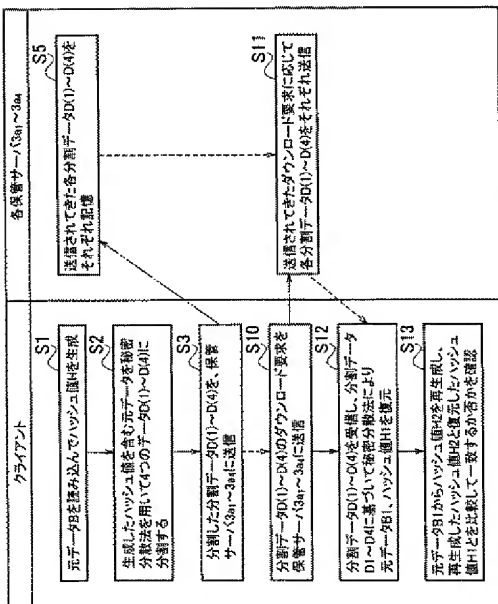 クライアント
各保管サーバ3a1~3a4
S1
元データBを読み込んでハッシュ値Hを生成
S2
生成したハッシュ値を含む元データを秘密
分散法を用いて4つのデータD(1)~D(4)に
分割する
S3
分割した分割データD(1)~D(4)を、保管
サーバ3a1~3a4に送信
S5
送信されてきた各分割データD(1)~D(4)を
それぞれ記憶
S10
分割データD(1)~D(4)のダウンロード要求を
保管サーバ3a1~3a4に送信
S11
送信されてきたダウンロード要求に応じて
各分割データD(1)~D(4)をそれぞれ送信
S12
分割データD(1)~D(4)を受信し、分割データ
D1~D4に基づいて秘密分散法により
元データB1、ハッシュ値H1を復元
S13
元データB1からハッシュ値H2を再生成し、
再生成したハッシュ値H2と復元したハッシュ
値H1とを比較して一致するか否かを確認